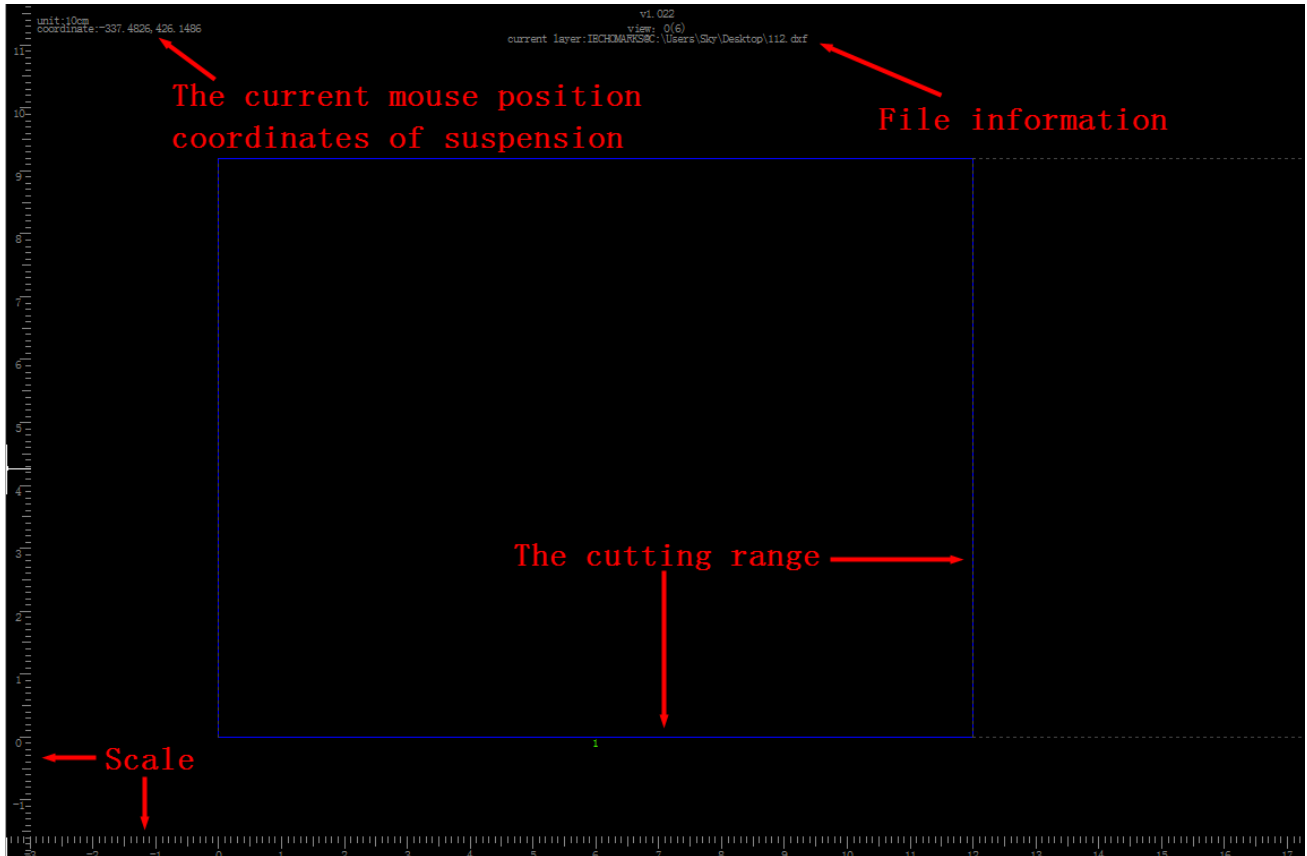 unit:10cm
coordinate:-337.4826,426.1486
v1.022
view: 0(6)
current layer:IECHOMARKS@C:\Users\Sky\Desktop\112.dxf
The current mouse position
coordinates of suspension
File information
11
10
9
8
7
6
5
4
3
2
1
0
-1
The cutting range
1
Scale
-3 -2 -1 0 1 2 3 4 5 6 7 8 9 10 11 12 13 14 15 16 17